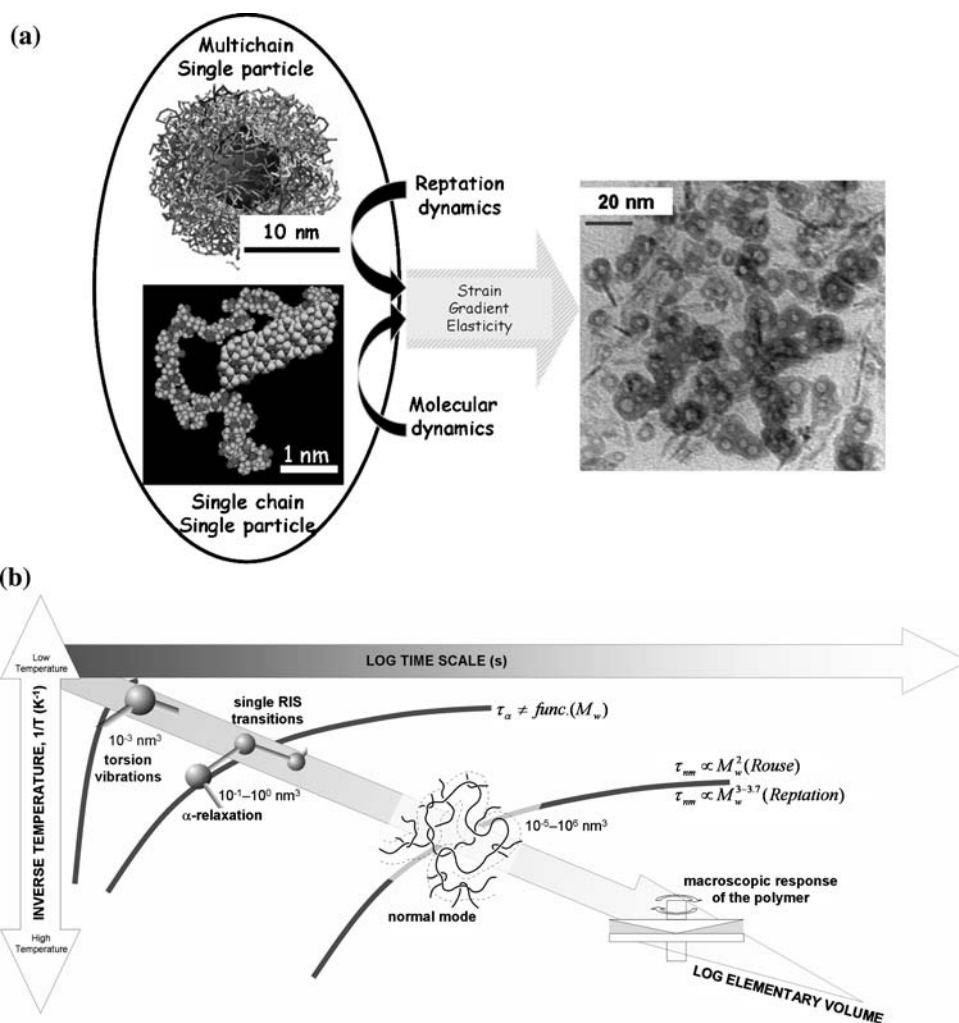 (a)
Multichain
Single particle
10 nm
1 nm
Single chain
Single particle
Reptation
dynamics
Strain
Gradient
Elasticity
Molecular
dynamics
20 nm
(b)
Low
Temperature
LOG TIME SCALE (s)
INVERSE TEMPERATURE, 1/T (K⁻¹)
High
Temperature
10⁻³ nm³
torsion
vibrations
single RIS
transitions
τα ≠ func.(Mw)
10⁻¹–10⁰ nm³
α-relaxation
τnm ∝ Mw²(Rouse)
τnm ∝ Mw³⁻³·⁷(Reptation)
10⁻⁵–10⁶ nm³
normal mode
macroscopic response
of the polymer
LOG ELEMENTARY VOLUME